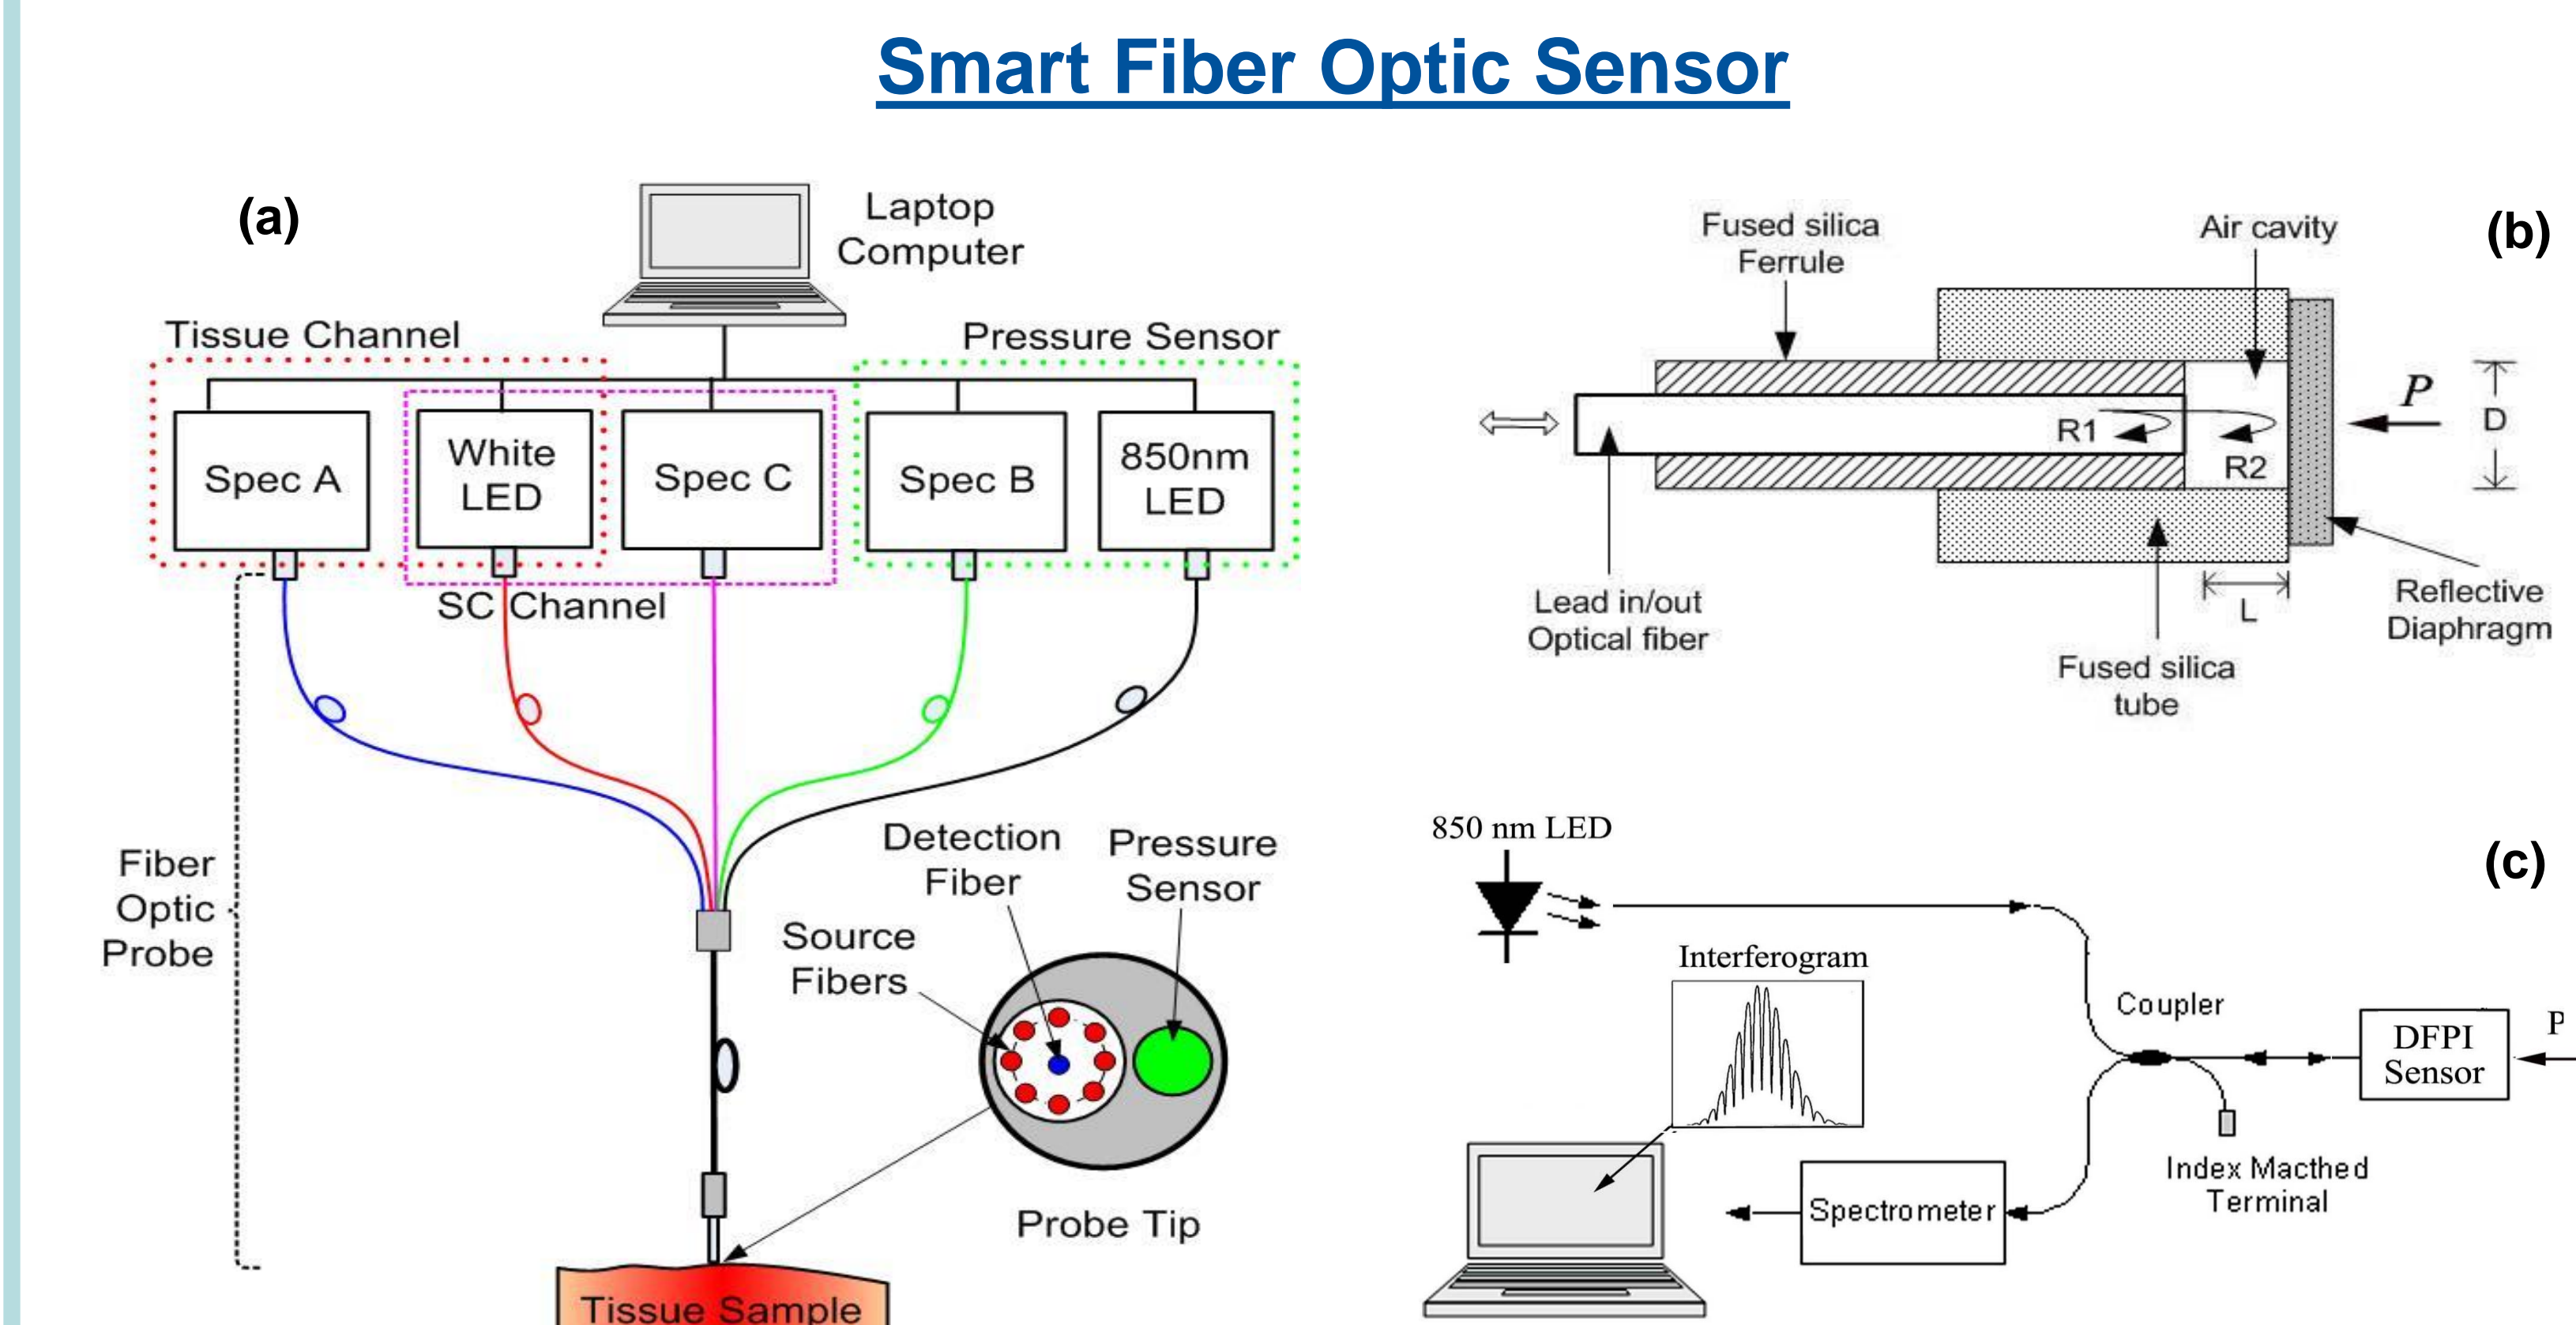 Smart Fiber Optic Sensor
(a)
Laptop
Computer
Tissue Channel
Pressure Sensor
Spec A
White
LED
Spec C
Spec B
850nm
LED
SC Channel
Fiber
Optic
Probe
Detection
Fiber
Pressure
Sensor
Source
Fibers
Probe Tip
Tissue Sample
(b)
Fused silica
Ferrule
Air cavity
R1
R2
P
D
L
Lead in/out
Optical fiber
Fused silica
tube
Reflective
Diaphragm
(c)
850 nm LED
Interferogram
Coupler
DFPI
Sensor
P
Index Macthed
Terminal
Spectrometer